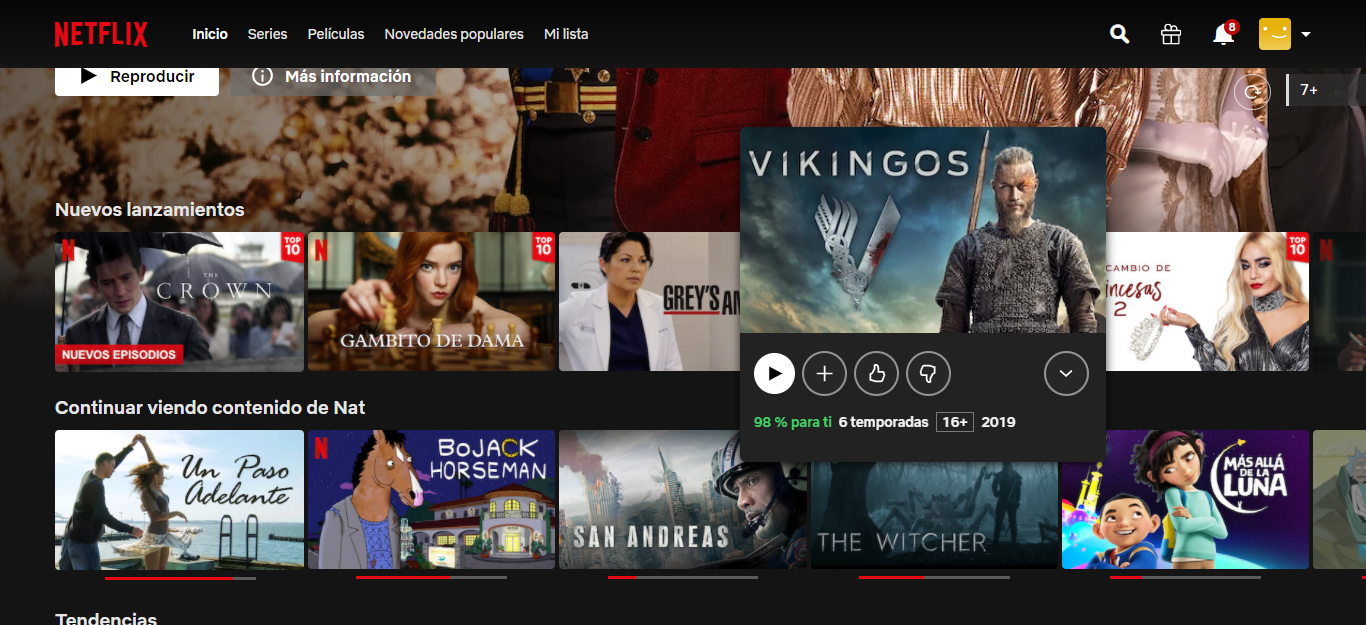 NETFLIX Inicio Series Películas Novedades populares Mi lista 8
Reproducir Más información 7+
VIKINGOS
Nuevos lanzamientos
N THE CROWN TOP 10 NUEVOS EPISODIOS
N GAMBITO DE DAMA TOP 10
GREY'S AN
CAMBIO DE
ncesas
2
TOP 10
N
98 % para ti 6 temporadas 16+ 2019
Continuar viendo contenido de Nat
Un Paso
Adelante
N BOJACK
HORSEMAN
SAN ANDREAS
THE WITCHER
MÁS ALLÁ
DE LA
LUNA
Tendencias